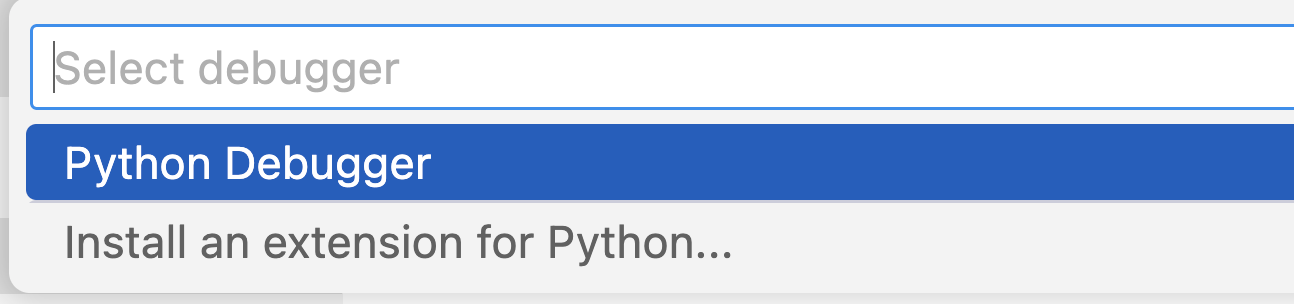 Select debugger
Python Debugger
Install an extension for Python...